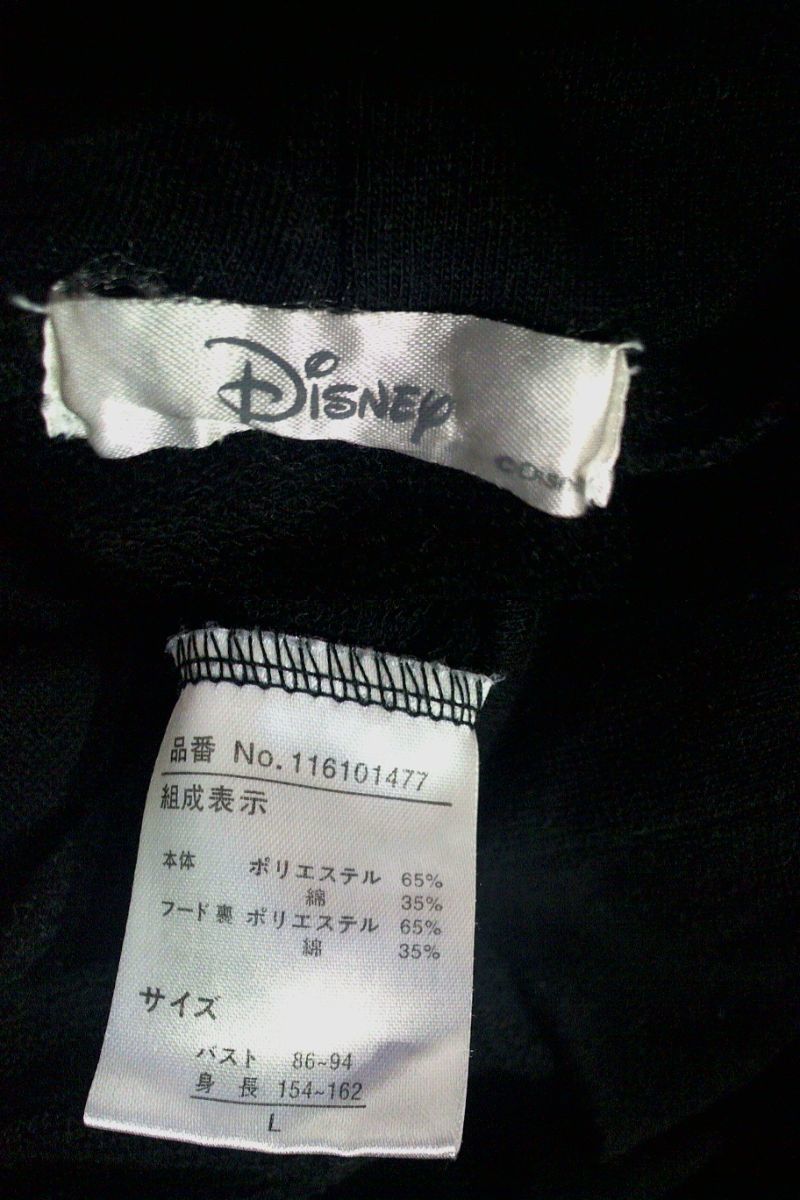 Disney
品番 No.116101477
組成表示
本体 ポリエステル 65%
綿 35%
フード裏 ポリエステル 65%
綿 35%
サイズ
バスト 86~94
身長 154~162
L